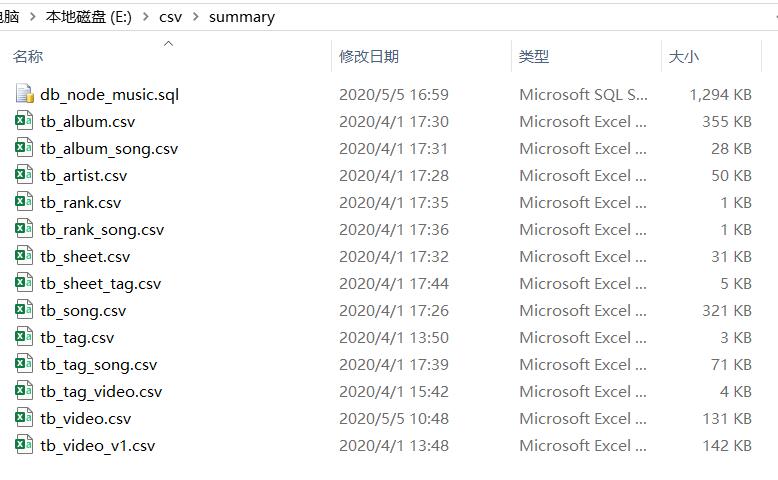 电脑 > 本地磁盘 (E:) > csv > summary
名称 修改日期 类型 大小
db_node_music.sql 2020/5/5 16:59 Microsoft SQL S... 1,294 KB
tb_album.csv 2020/4/1 17:30 Microsoft Excel ... 355 KB
tb_album_song.csv 2020/4/1 17:31 Microsoft Excel ... 28 KB
tb_artist.csv 2020/4/1 17:28 Microsoft Excel ... 50 KB
tb_rank.csv 2020/4/1 17:35 Microsoft Excel ... 1 KB
tb_rank_song.csv 2020/4/1 17:36 Microsoft Excel ... 1 KB
tb_sheet.csv 2020/4/1 17:32 Microsoft Excel ... 31 KB
tb_sheet_tag.csv 2020/4/1 17:44 Microsoft Excel ... 5 KB
tb_song.csv 2020/4/1 17:26 Microsoft Excel ... 321 KB
tb_tag.csv 2020/4/1 13:50 Microsoft Excel ... 3 KB
tb_tag_song.csv 2020/4/1 17:39 Microsoft Excel ... 71 KB
tb_tag_video.csv 2020/4/1 15:42 Microsoft Excel ... 4 KB
tb_video.csv 2020/5/5 10:48 Microsoft Excel ... 131 KB
tb_video_v1.csv 2020/4/1 13:48 Microsoft Excel ... 142 KB